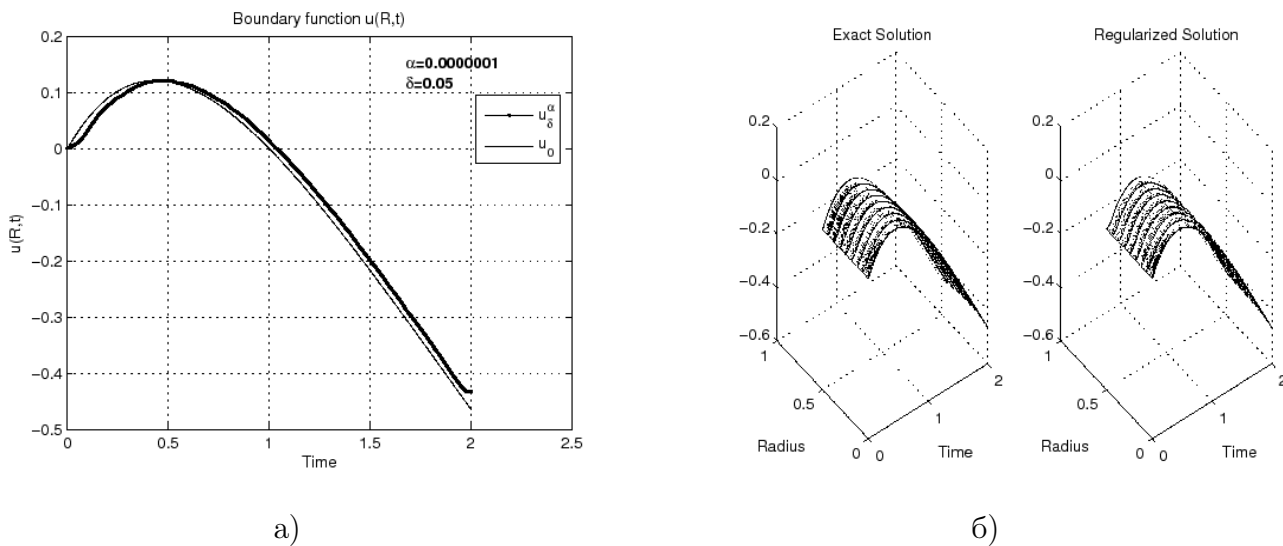 Boundary function u(R,t)
0.2
0.1
0
−0.1
−0.2
−0.3
−0.4
−0.5
u(R,t)
0 0.5 1 1.5 2 2.5
Time
α=0.0000001
δ=0.05
u_δ^α
u_0
а)
Exact Solution
0.2
0
−0.2
−0.4
−0.6
1
0.5
0
Radius
0
1
2
Time
Regularized Solution
0.2
0
−0.2
−0.4
−0.6
1
0.5
0
Radius
0
1
2
Time
б)